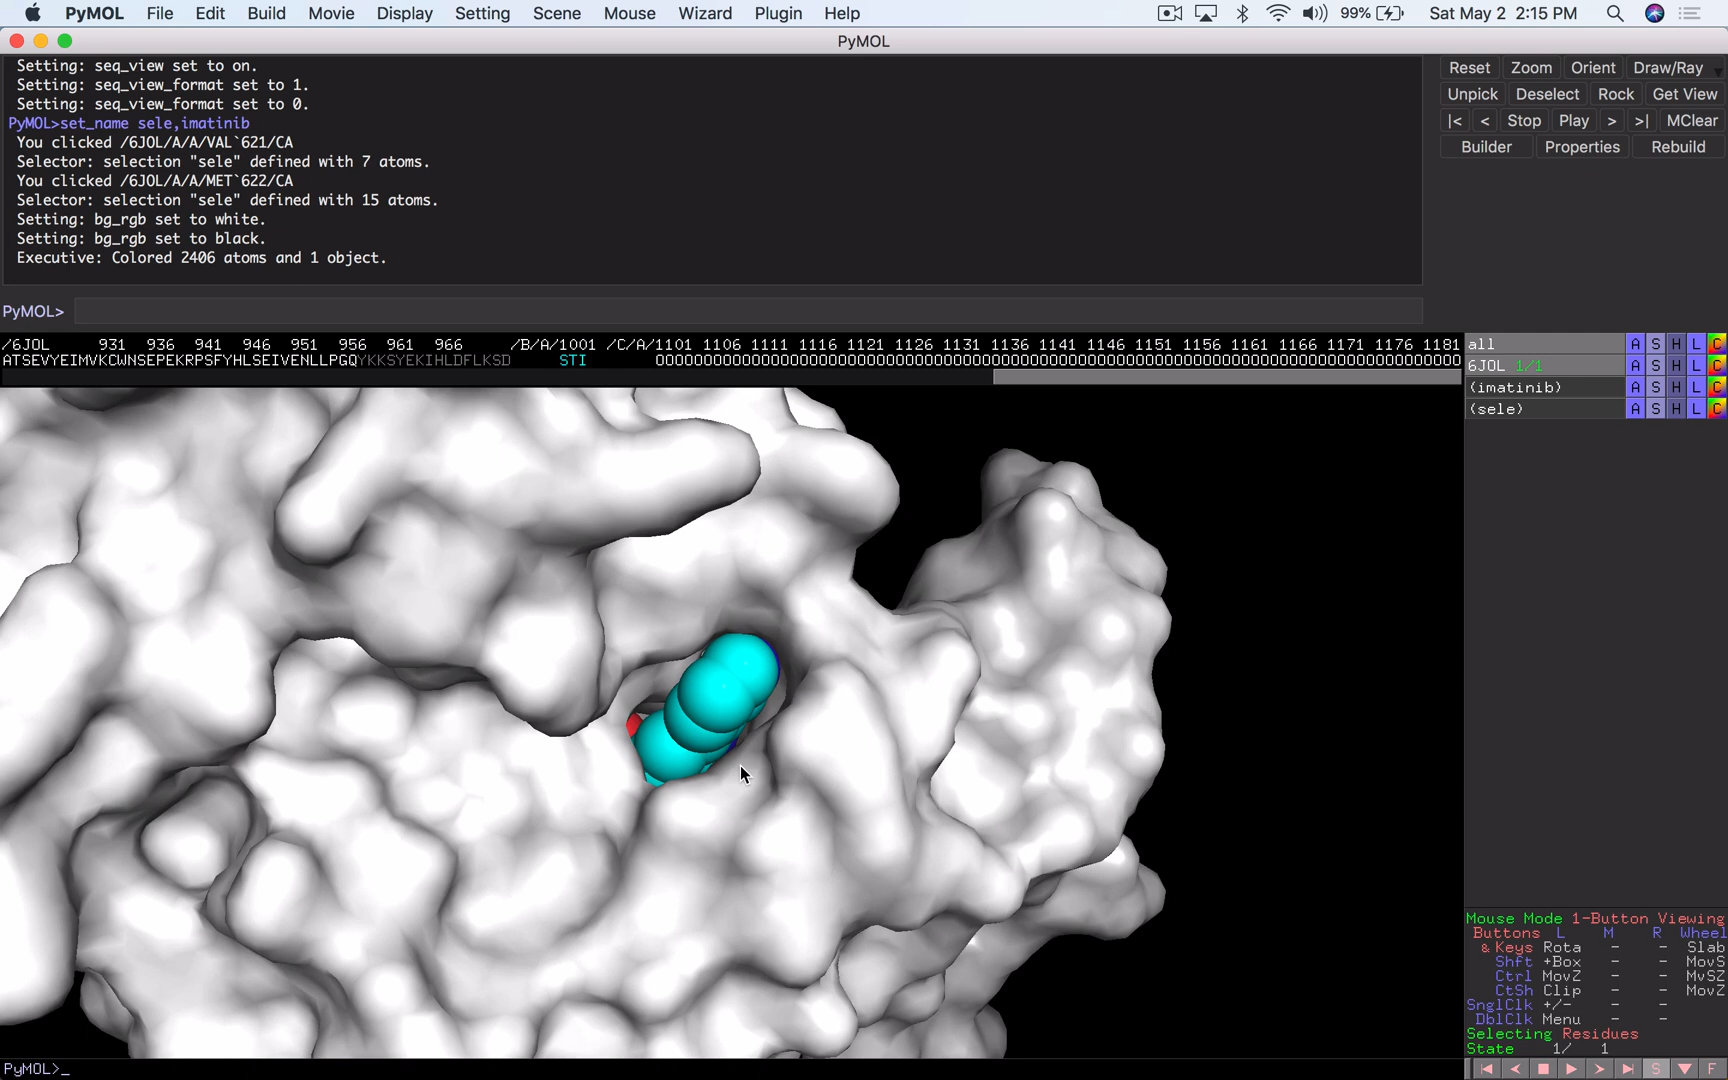 PyMOL File Edit Build Movie Display Setting Scene Mouse Wizard Plugin Help 99% Sat May 2 2:15 PM
PyMOL
Setting: seq_view set to on.
Setting: seq_view_format set to 1.
Setting: seq_view_format set to 0.
PyMOL>set_name sele,imatinib
You clicked /6JOL/A/A/VAL`621/CA
Selector: selection "sele" defined with 7 atoms.
You clicked /6JOL/A/A/MET`622/CA
Selector: selection "sele" defined with 15 atoms.
Setting: bg_rgb set to white.
Setting: bg_rgb set to black.
Executive: Colored 2406 atoms and 1 object.
PyMOL>
Reset Zoom Orient Draw/Ray
Unpick Deselect Rock Get View
|< < Stop Play > >| MClear
Builder Properties Rebuild
/6JOL 931 936 941 946 951 956 961 966 /B/A/1001 /C/A/1101 1106 1111 1116 1121 1126 1131 1136 1141 1146 1151 1156 1161 1166 1171 1176 1181
ATSEVYEIMVKCWNSEPEKRPSFYHLSEIVENLLPGQYKKSYEKIHLDFLKSD STI OOOOOOOOOOOOOOOOOOOOOOOOOOOOOOOOOOOOOOOOOOOOOOOOOOOOOOOOOOOOOOOOOOOOOOOOOOOOOOOOOOO
all A S H L C
6JOL 1/1 A S H L C
(imatinib) A S H L C
(sele) A S H L C
Mouse Mode 1-Button Viewing
Buttons L M R Wheel
& Keys Rota - - Slab
Shft +Box - - MovS
Ctrl MovZ - - MvSZ
CtSh Clip - - MovZ
SnglClk +/- - -
DblClk Menu - -
Selecting Residues
State 1/ 1
PyMOL>_
S F